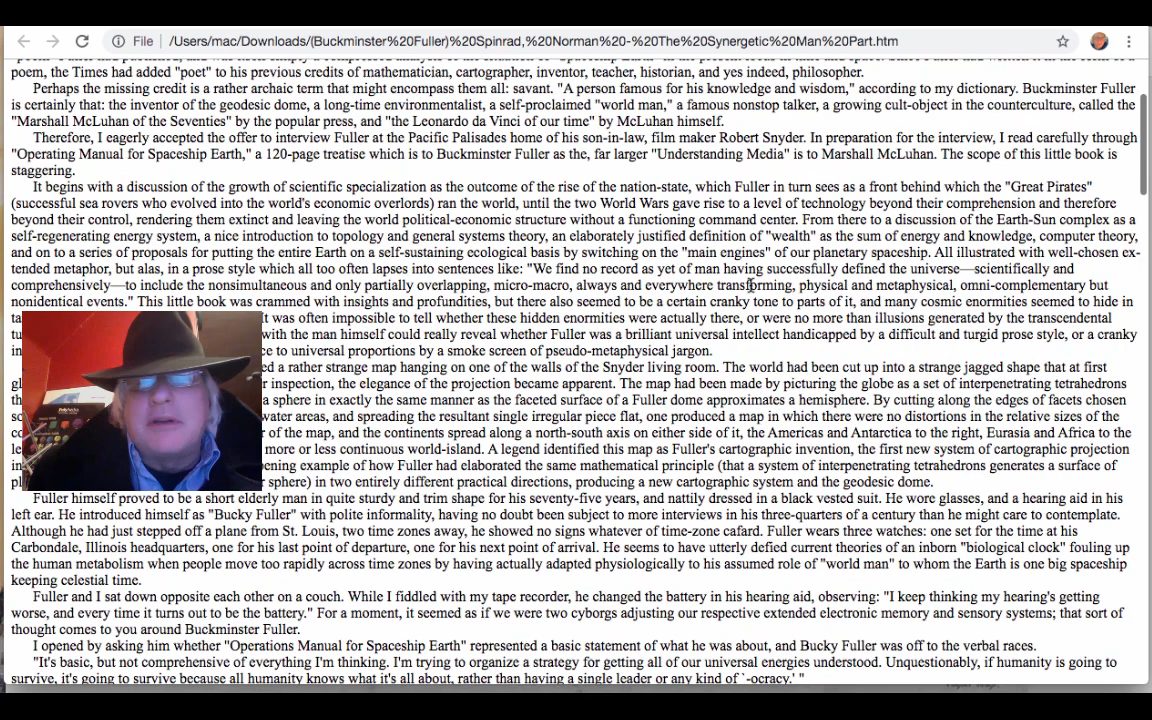 File | /Users/mac/Downloads/(Buckminster%20Fuller)%20Spinrad,%20Norman%20-%20The%20Synergetic%20Man%20Part.htm
poem, the Times had added "poet" to his previous credits of mathematician, cartographer, inventor, teacher, historian, and yes indeed, philosopher.
Perhaps the missing credit is a rather archaic term that might encompass them all: savant. "A person famous for his knowledge and wisdom," according to my dictionary. Buckminster Fuller
is certainly that: the inventor of the geodesic dome, a long-time environmentalist, a self-proclaimed "world man," a famous nonstop talker, a growing cult-object in the counterculture, called the
"Marshall McLuhan of the Seventies" by the popular press, and "the Leonardo da Vinci of our time" by McLuhan himself.
Therefore, I eagerly accepted the offer to interview Fuller at the Pacific Palisades home of his son-in-law, film maker Robert Snyder. In preparation for the interview, I read carefully through
"Operating Manual for Spaceship Earth," a 120-page treatise which is to Buckminster Fuller as the, far larger "Understanding Media" is to Marshall McLuhan. The scope of this little book is
staggering.
It begins with a discussion of the growth of scientific specialization as the outcome of the rise of the nation-state, which Fuller in turn sees as a front behind which the "Great Pirates"
(successful sea rovers who evolved into the world's economic overlords) ran the world, until the two World Wars gave rise to a level of technology beyond their comprehension and therefore
beyond their control, rendering them extinct and leaving the world political-economic structure without a functioning command center. From there to a discussion of the Earth-Sun complex as a
self-regenerating energy system, a nice introduction to topology and general systems theory, an elaborately justified definition of "wealth" as the sum of energy and knowledge, computer theory,
and on to a series of proposals for putting the entire Earth on a self-sustaining ecological basis by switching on the "main engines" of our planetary spaceship. All illustrated with well-chosen ex-
tended metaphor, but alas, in a prose style which all too often lapses into sentences like: "We find no record as yet of man having successfully defined the universe—scientifically and
comprehensively—to include the nonsimultaneous and only partially overlapping, micro-macro, always and everywhere transforming, physical and metaphysical, omni-complementary but
nonidentical events." This little book was crammed with insights and profundities, but there also seemed to be a certain cranky tone to parts of it, and many cosmic enormities seemed to hide in
It was often impossible to tell whether these hidden enormities were actually there, or were no more than illusions generated by the transcendental
with the man himself could really reveal whether Fuller was a brilliant universal intellect handicapped by a difficult and turgid prose style, or a cranky
to universal proportions by a smoke screen of pseudo-metaphysical jargon.
a rather strange map hanging on one of the walls of the Snyder living room. The world had been cut up into a strange jagged shape that at first
inspection, the elegance of the projection became apparent. The map had been made by picturing the globe as a set of interpenetrating tetrahedrons
a sphere in exactly the same manner as the faceted surface of a Fuller dome approximates a hemisphere. By cutting along the edges of facets chosen
water areas, and spreading the resultant single irregular piece flat, one produced a map in which there were no distortions in the relative sizes of the
of the map, and the continents spread along a north-south axis on either side of it, the Americas and Antarctica to the right, Eurasia and Africa to the
more or less continuous world-island. A legend identified this map as Fuller's cartographic invention, the first new system of cartographic projection
example of how Fuller had elaborated the same mathematical principle (that a system of interpenetrating tetrahedrons generates a surface of
sphere) in two entirely different practical directions, producing a new cartographic system and the geodesic dome.
Fuller himself proved to be a short elderly man in quite sturdy and trim shape for his seventy-five years, and nattily dressed in a black vested suit. He wore glasses, and a hearing aid in his
left ear. He introduced himself as "Bucky Fuller" with polite informality, having no doubt been subject to more interviews in his three-quarters of a century than he might care to contemplate.
Although he had just stepped off a plane from St. Louis, two time zones away, he showed no signs whatever of time-zone cafard. Fuller wears three watches: one set for the time at his
Carbondale, Illinois headquarters, one for his last point of departure, one for his next point of arrival. He seems to have utterly defied current theories of an inborn "biological clock" fouling up
the human metabolism when people move too rapidly across time zones by having actually adapted physiologically to his assumed role of "world man" to whom the Earth is one big spaceship
keeping celestial time.
Fuller and I sat down opposite each other on a couch. While I fiddled with my tape recorder, he changed the battery in his hearing aid, observing: "I keep thinking my hearing's getting
worse, and every time it turns out to be the battery." For a moment, it seemed as if we were two cyborgs adjusting our respective extended electronic memory and sensory systems; that sort of
thought comes to you around Buckminster Fuller.
I opened by asking him whether "Operations Manual for Spaceship Earth" represented a basic statement of what he was about, and Bucky Fuller was off to the verbal races.
"It's basic, but not comprehensive of everything I'm thinking. I'm trying to organize a strategy for getting all of our universal energies understood. Unquestionably, if humanity is going to
survive, it's going to survive because all humanity knows what it's all about, rather than having a single leader or any kind of `-ocracy.' "